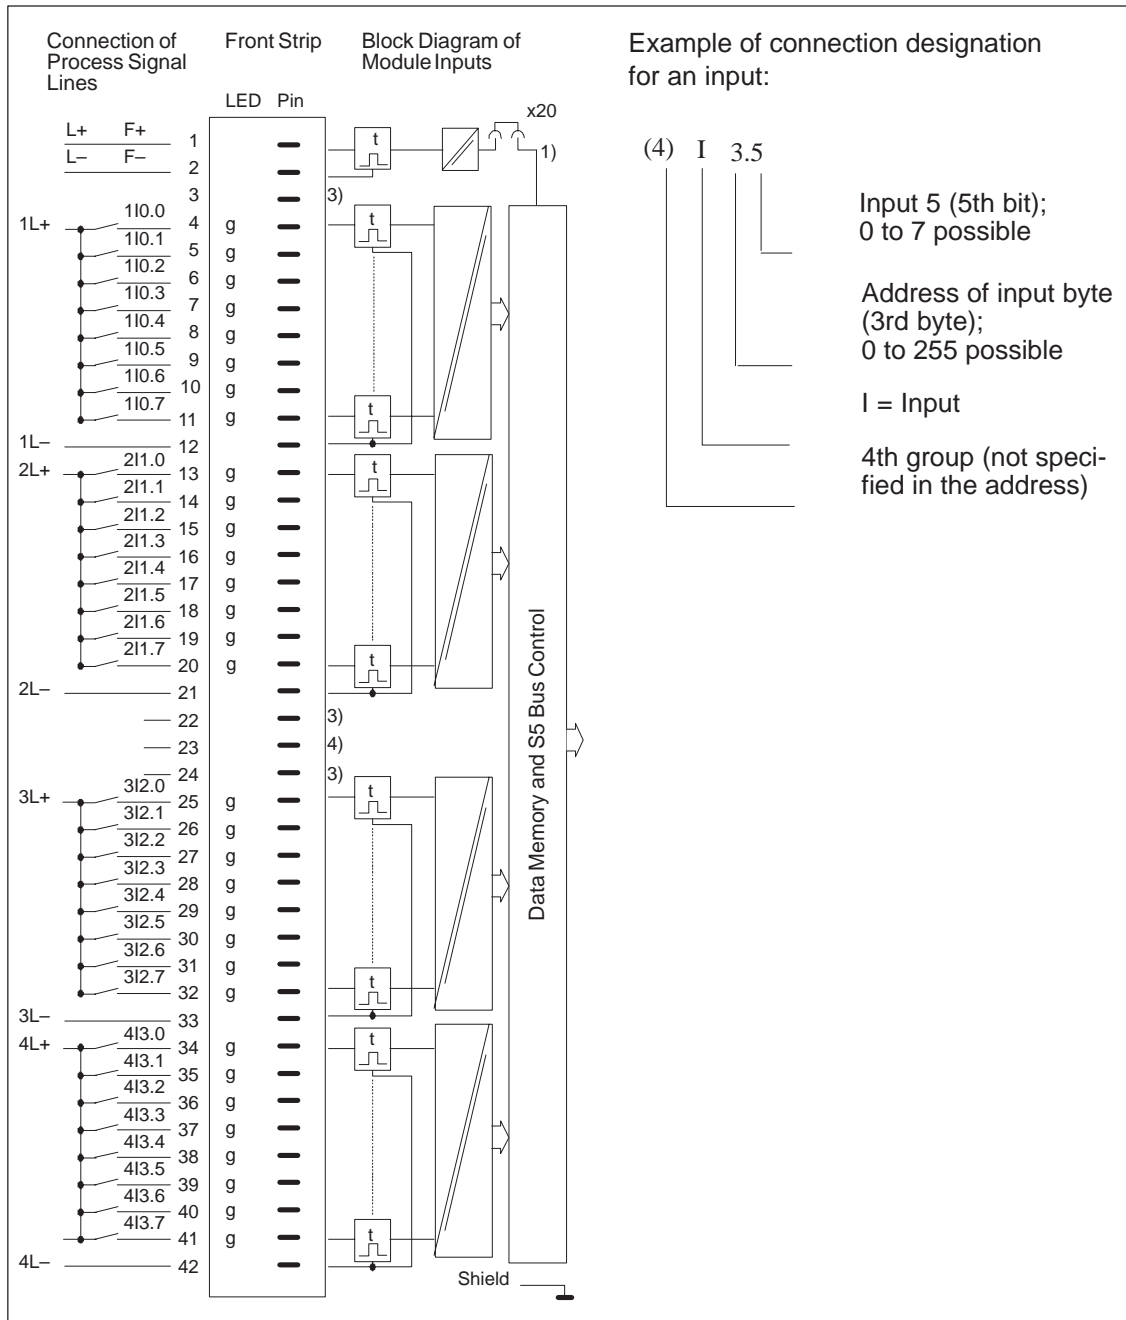 Connection of
Process Signal
Lines
Front Strip
Block Diagram of
Module Inputs
LED Pin
x20
L+ F+ 1
L– F– 2
1)
3 3)
1L+ 1I0.0 4 g
1I0.1 5 g
1I0.2 6 g
1I0.3 7 g
1I0.4 8 g
1I0.5 9 g
1I0.6 10 g
1I0.7 11 g
1L– 12
2L+ 2I1.0 13 g
2I1.1 14 g
2I1.2 15 g
2I1.3 16 g
2I1.4 17 g
2I1.5 18 g
2I1.6 19 g
2I1.7 20 g
2L– 21
22 3)
23 4)
24 3)
3L+ 3I2.0 25 g
3I2.1 26 g
3I2.2 27 g
3I2.3 28 g
3I2.4 29 g
3I2.5 30 g
3I2.6 31 g
3I2.7 32 g
3L– 33
4L+ 4I3.0 34 g
4I3.1 35 g
4I3.2 36 g
4I3.3 37 g
4I3.4 38 g
4I3.5 39 g
4I3.6 40 g
4I3.7 41 g
4L– 42
t
t
t
t
t
t
t
t
t
Data Memory and S5 Bus Control
Shield
Example of connection designation
for an input:
(4) I 3.5
Input 5 (5th bit);
0 to 7 possible
Address of input byte
(3rd byte);
0 to 255 possible
I = Input
4th group (not speci-
fied in the address)